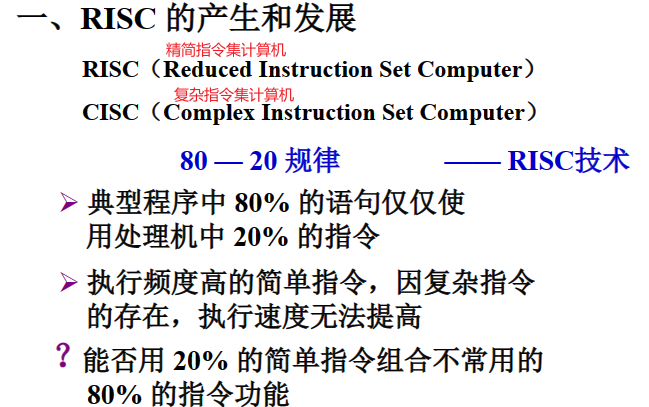 一、RISC 的产生和发展
精简指令集计算机
RISC（Reduced Instruction Set Computer）
复杂指令集计算机
CISC（Complex Instruction Set Computer）
80 — 20 规律 —— RISC技术
➢ 典型程序中 80% 的语句仅仅使
用处理机中 20% 的指令
➢ 执行频度高的简单指令，因复杂指令
的存在，执行速度无法提高
? 能否用 20% 的简单指令组合不常用的
80% 的指令功能